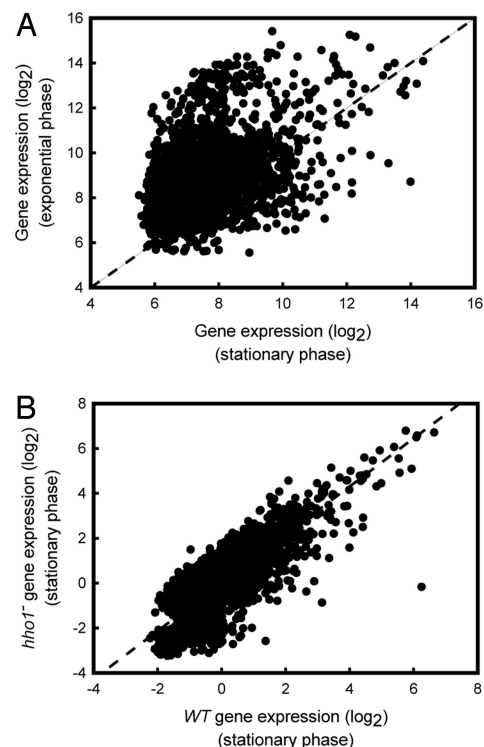 A
Gene expression (log2)
(exponential phase)
16
14
12
10
8
6
4
4 6 8 10 12 14 16
Gene expression (log2)
(stationary phase)
B
hho1⁻ gene expression (log2)
(stationary phase)
8
6
4
2
0
-2
-4
-4 -2 0 2 4 6 8
WT gene expression (log2)
(stationary phase)